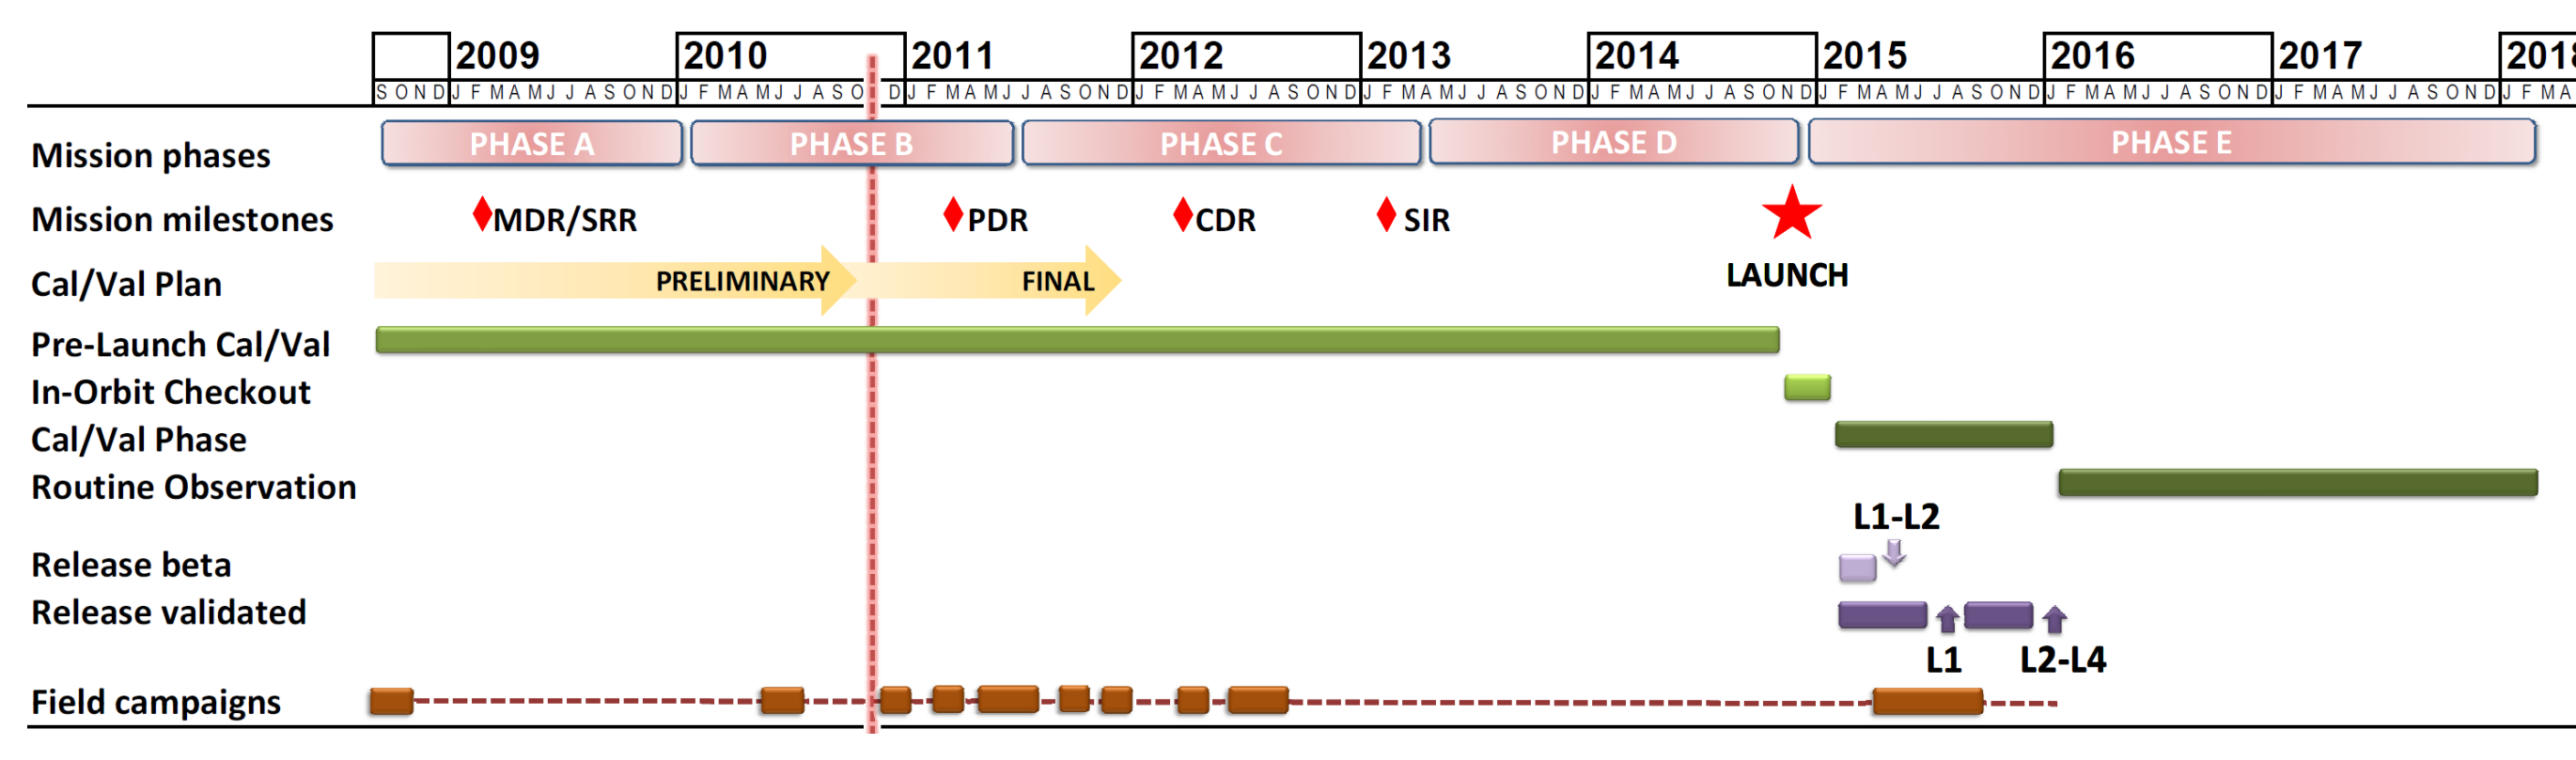 2009 2010 2011 2012 2013 2014 2015 2016 2017 2018
S O N D J F M A M J J A S O N D J F M A M J J A S O D J F M A M J J A S O N D J F M A M J J A S O N D J F M A M J J A S O N D J F M A M J J A S O N D J F M A M J J A S O N D J F M A M J J A S O N D J F M A M J J A S O N D J F M A
Mission phases PHASE A PHASE B PHASE C PHASE D PHASE E
Mission milestones MDR/SRR PDR CDR SIR
LAUNCH
Cal/Val Plan PRELIMINARY FINAL
Pre-Launch Cal/Val
In-Orbit Checkout
Cal/Val Phase
Routine Observation
L1-L2
Release beta
Release validated
L1 L2-L4
Field campaigns